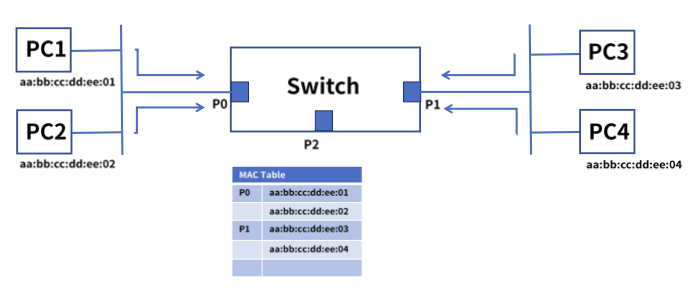 PC1
aa:bb:cc:dd:ee:01
PC2
aa:bb:cc:dd:ee:02
Switch
P0
P1
P2
PC3
aa:bb:cc:dd:ee:03
PC4
aa:bb:cc:dd:ee:04
MAC Table
P0 aa:bb:cc:dd:ee:01
aa:bb:cc:dd:ee:02
P1 aa:bb:cc:dd:ee:03
aa:bb:cc:dd:ee:04